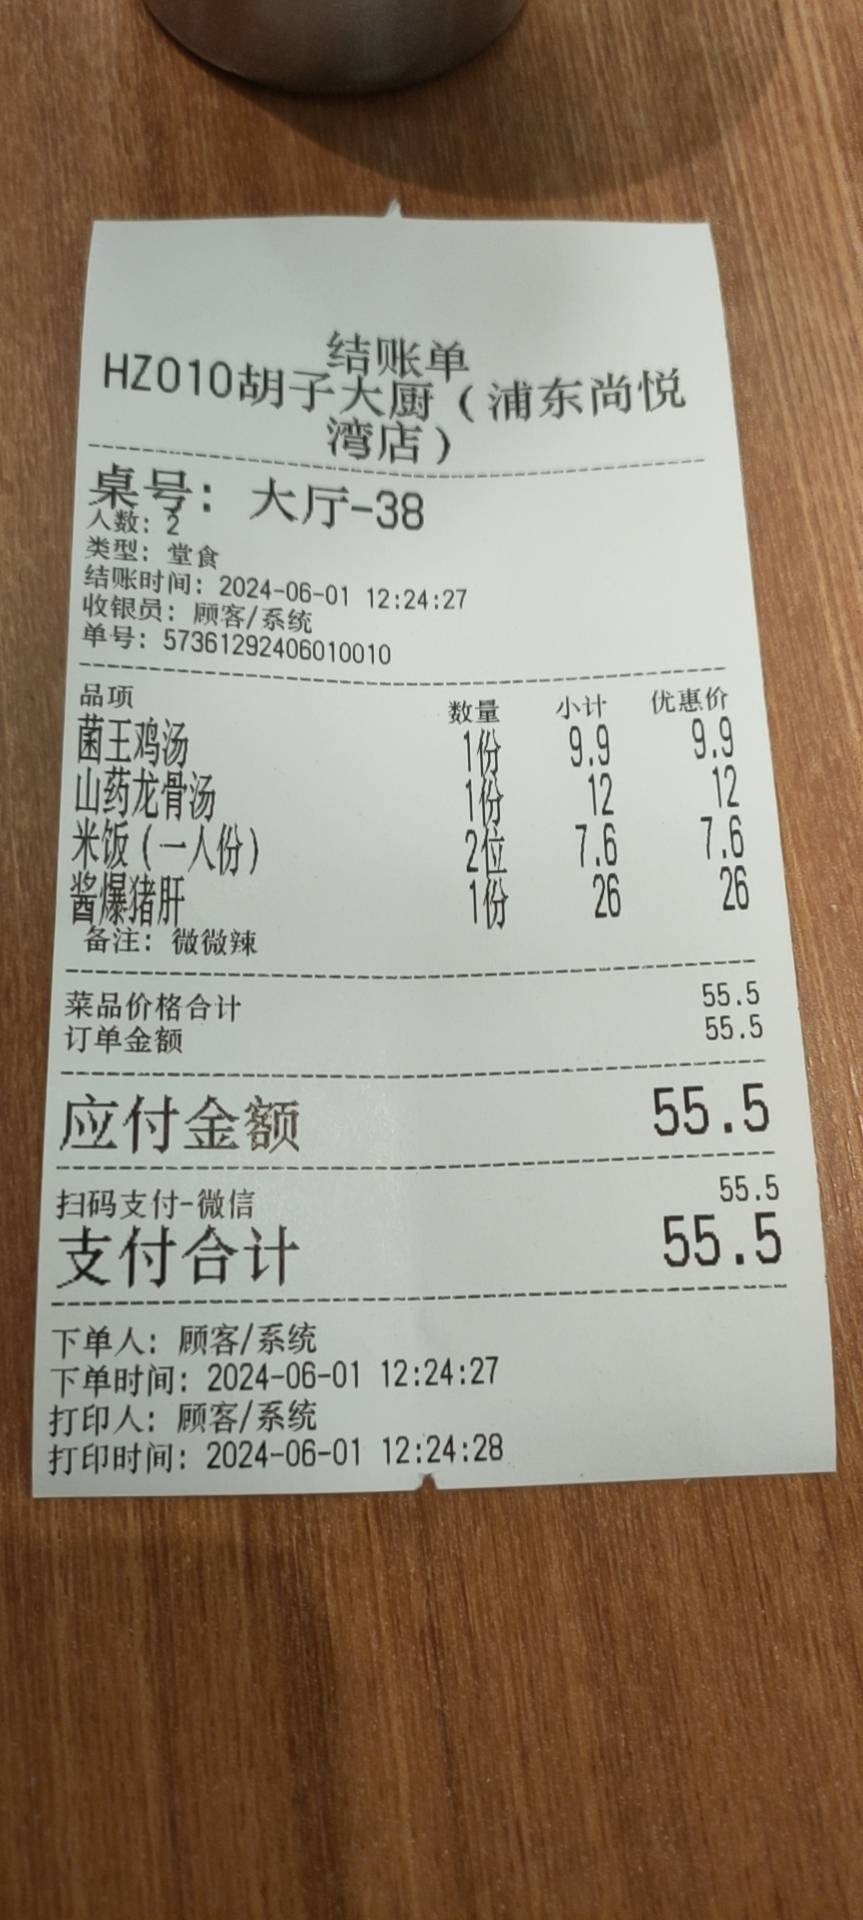 结账单
HZ010胡子大厨（浦东尚悦
湾店）
桌号：大厅-38
人数：2
类型：堂食
结账时间：2024-06-01 12:24:27
收银员：顾客/系统
单号：57361292406010010
品项 数量 小计 优惠价
菌王鸡汤 1份 9.9 9.9
山药龙骨汤 1份 12 12
米饭（一人份） 2位 7.6 7.6
酱爆猪肝 1份 26 26
备注：微微辣
菜品价格合计 55.5
订单金额 55.5
应付金额 55.5
扫码支付-微信 55.5
支付合计 55.5
下单人：顾客/系统
下单时间：2024-06-01 12:24:27
打印人：顾客/系统
打印时间：2024-06-01 12:24:28